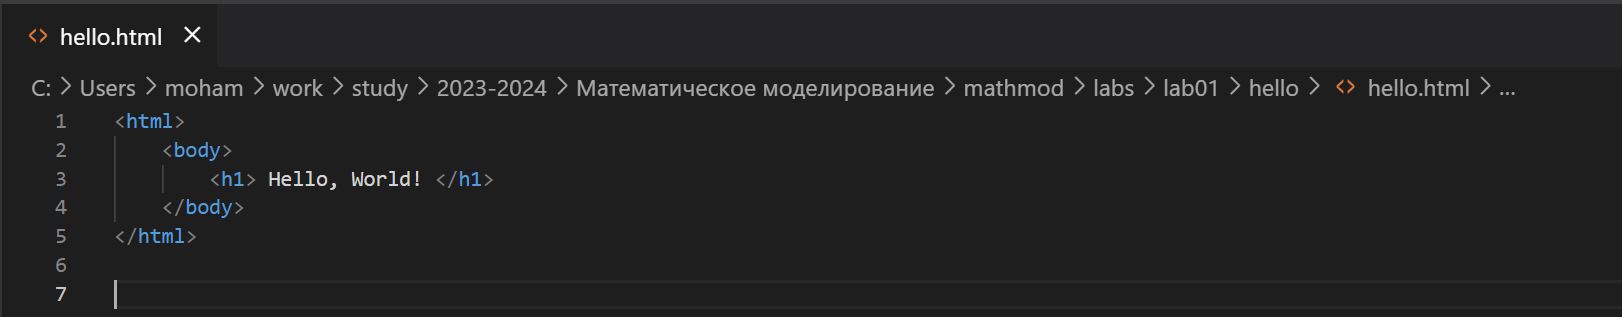 hello.html
C: > Users > moham > work > study > 2023-2024 > Математическое моделирование > mathmod > labs > lab01 > hello > <> hello.html > ...
1 <html>
2 <body>
3 <h1> Hello, World! </h1>
4 </body>
5 </html>
6
7